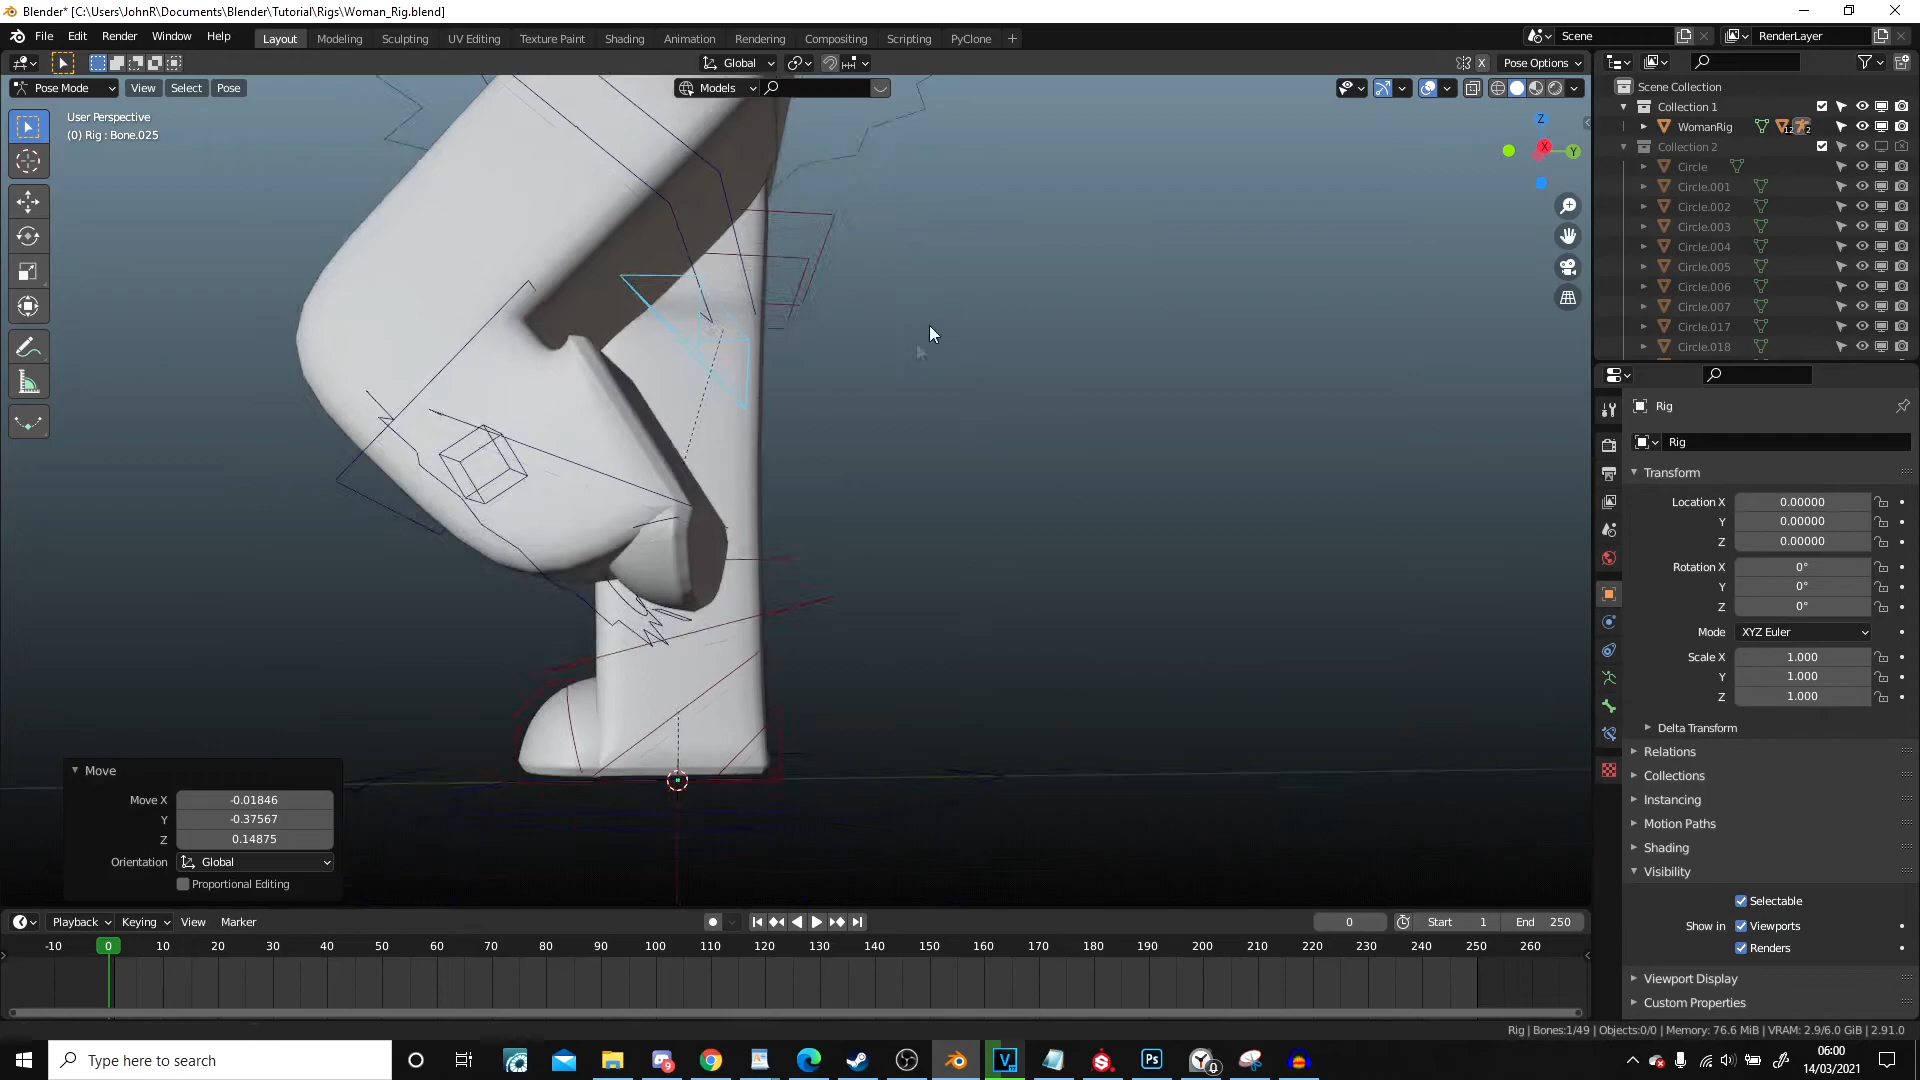 Blender* [C:\Users\JohnR\Documents\Blender\Tutorial\Rigs\Woman_Rig.blend]
File Edit Render Window Help
Layout Modeling Sculpting UV Editing Texture Paint Shading Animation Rendering Compositing Scripting PyClone
Scene
RenderLayer
Global
Pose Options
Pose Mode View Select Pose
Models
User Perspective
(0) Rig : Bone.025
Z
X
Y
Scene Collection
Collection 1
WomanRig
12
2
Collection 2
Circle
Circle.001
Circle.002
Circle.003
Circle.004
Circle.005
Circle.006
Circle.007
Circle.017
Circle.018
Rig
Rig
Transform
Location X 0.00000
Y 0.00000
Z 0.00000
Rotation X 0°
Y 0°
Z 0°
Mode XYZ Euler
Scale X 1.000
Y 1.000
Z 1.000
Delta Transform
Relations
Collections
Instancing
Motion Paths
Shading
Visibility
Selectable
Show in Viewports
Renders
Viewport Display
Custom Properties
Move
Move X -0.01846
Y -0.37567
Z 0.14875
Orientation Global
Proportional Editing
Playback Keying View Marker
0 Start 1 End 250
-10 0 10 20 30 40 50 60 70 80 90 100 110 120 130 140 150 160 170 180 190 200 210 220 230 240 250 260
Rig | Bones:1/49 | Objects:0/0 | Memory: 76.6 MiB | VRAM: 2.9/6.0 GiB | 2.91.0
Type here to search
9
V
Ps
06:00
14/03/2021